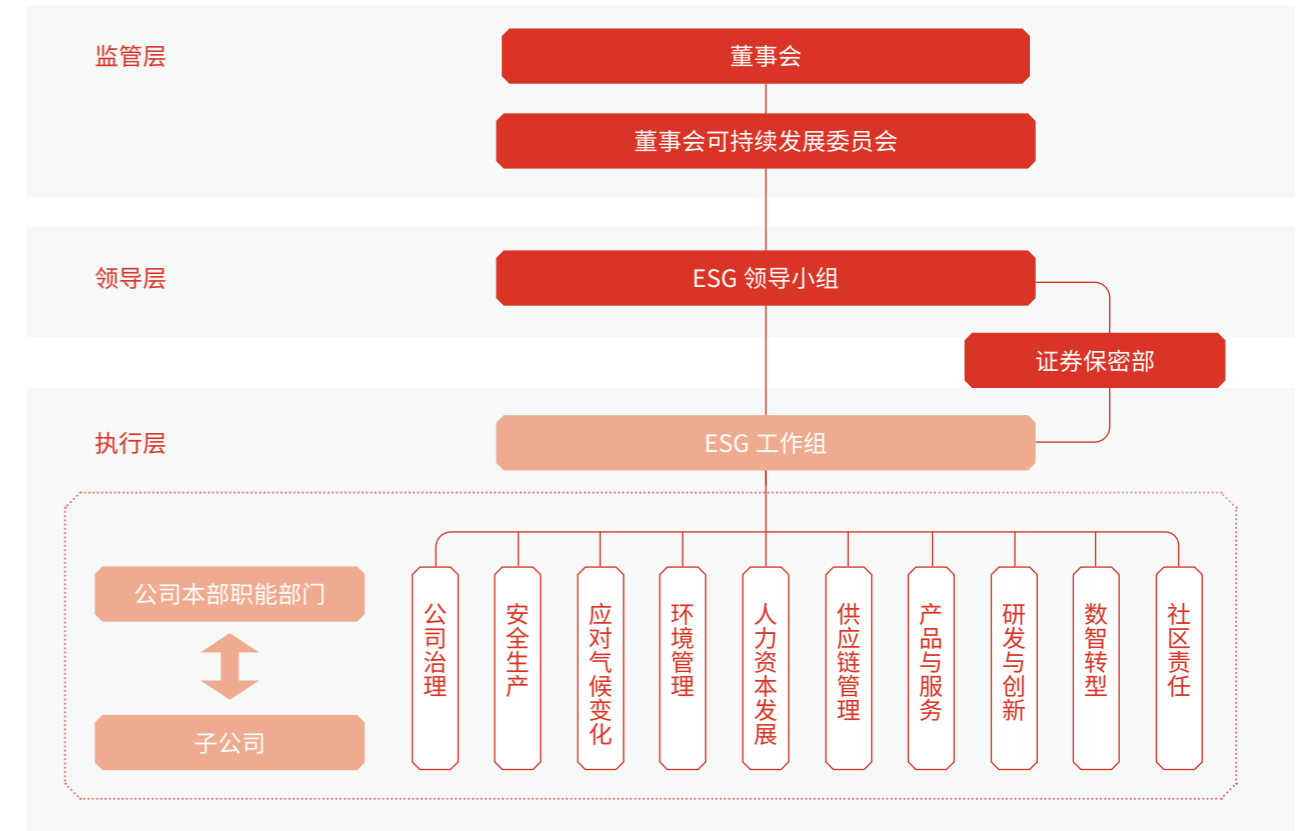 监管层
董事会
董事会可持续发展委员会
领导层
ESG 领导小组
证券保密部
执行层
ESG 工作组
公司本部职能部门
子公司
公司治理
安全生产
应对气候变化
环境管理
人力资本发展
供应链管理
产品与服务
研发与创新
数智转型
社区责任